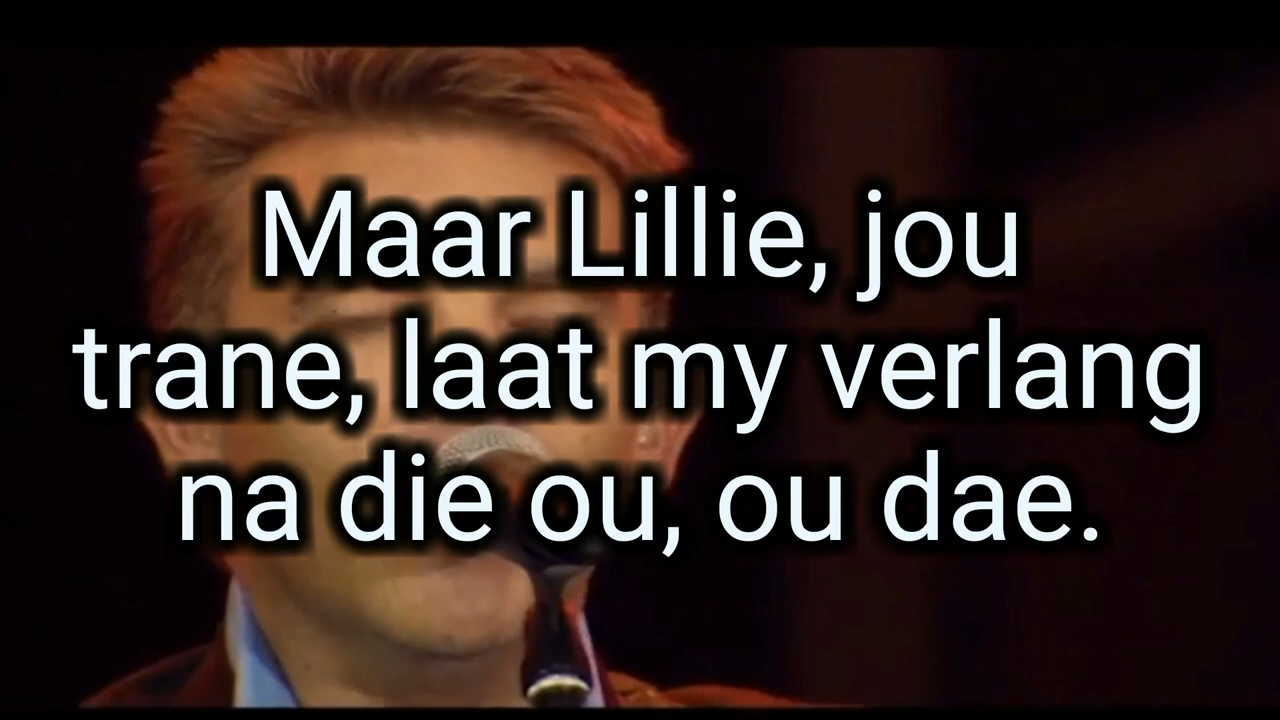 Maar Lillie, jou
trane, laat my verlang
na die ou, ou dae.